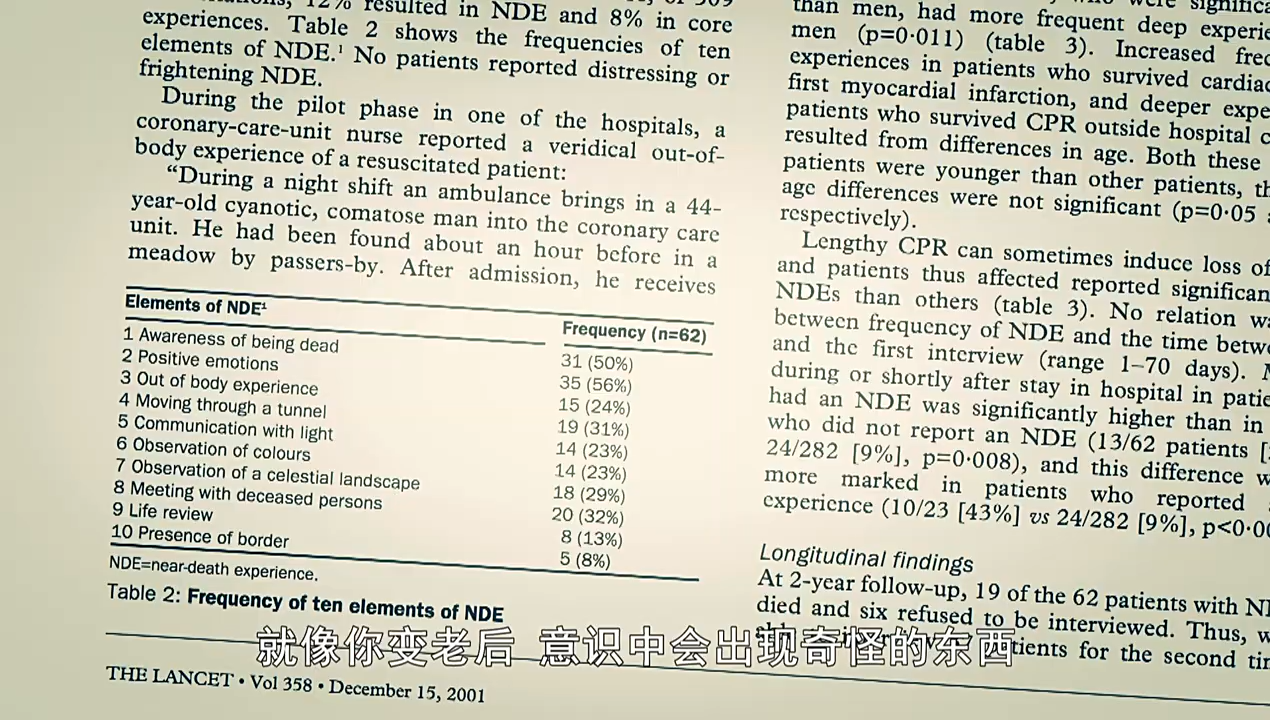 12% resulted in NDE and 8% in core
experiences. Table 2 shows the frequencies of ten
elements of NDE.¹ No patients reported distressing or
frightening NDE.
During the pilot phase in one of the hospitals, a
coronary-care-unit nurse reported a veridical out-of-
body experience of a resuscitated patient:
“During a night shift an ambulance brings in a 44-
year-old cyanotic, comatose man into the coronary care
unit. He had been found about an hour before in a
meadow by passers-by. After admission, he receives
Elements of NDE¹ Frequency (n=62)
1 Awareness of being dead 31 (50%)
2 Positive emotions 35 (56%)
3 Out of body experience 15 (24%)
4 Moving through a tunnel 19 (31%)
5 Communication with light 14 (23%)
6 Observation of colours 14 (23%)
7 Observation of a celestial landscape 18 (29%)
8 Meeting with deceased persons 20 (32%)
9 Life review 8 (13%)
10 Presence of border 5 (8%)
NDE=near-death experience.
Table 2: Frequency of ten elements of NDE
THE LANCET • Vol 358 • December 15, 2001
than men, had more frequent deep
men (p=0·011) (table 3). Increased
experiences in patients who survived
first myocardial infarction, and deeper
patients who survived CPR outside hospital
resulted from differences in age. Both these
patients were younger than other patients,
age differences were not significant (p=0·05
respectively).
Lengthy CPR can sometimes induce loss of
and patients thus affected reported
NDEs than others (table 3). No relation
between frequency of NDE and the time
and the first interview (range 1–70 days).
during or shortly after stay in hospital in
had an NDE was significantly higher than in
who did not report an NDE (13/62 patients
24/282 [9%], p=0·008), and this difference
more marked in patients who reported
experience (10/23 [43%] vs 24/282 [9%],
Longitudinal findings
At 2-year follow-up, 19 of the 62 patients with
died and six refused to be interviewed. Thus,
for the second
就像你变老后 意识中会出现奇怪的东西